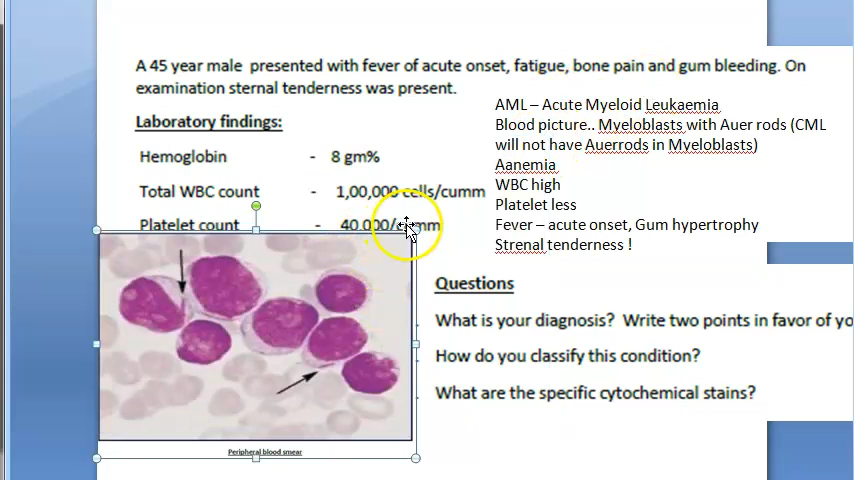 A 45 year male presented with fever of acute onset, fatigue, bone pain and gum bleeding. On
examination sternal tenderness was present.
Laboratory findings:
Hemoglobin - 8 gm%
Total WBC count - 1,00,000 cells/cumm
Platelet count - 40,000/cumm
AML – Acute Myeloid Leukaemia
Blood picture.. Myeloblasts with Auer rods (CML
will not have Auerrods in Myeloblasts)
Aanemia
WBC high
Platelet less
Fever – acute onset, Gum hypertrophy
Strenal tenderness !
Peripheral blood smear
Questions
What is your diagnosis? Write two points in favor of yo
How do you classify this condition?
What are the specific cytochemical stains?